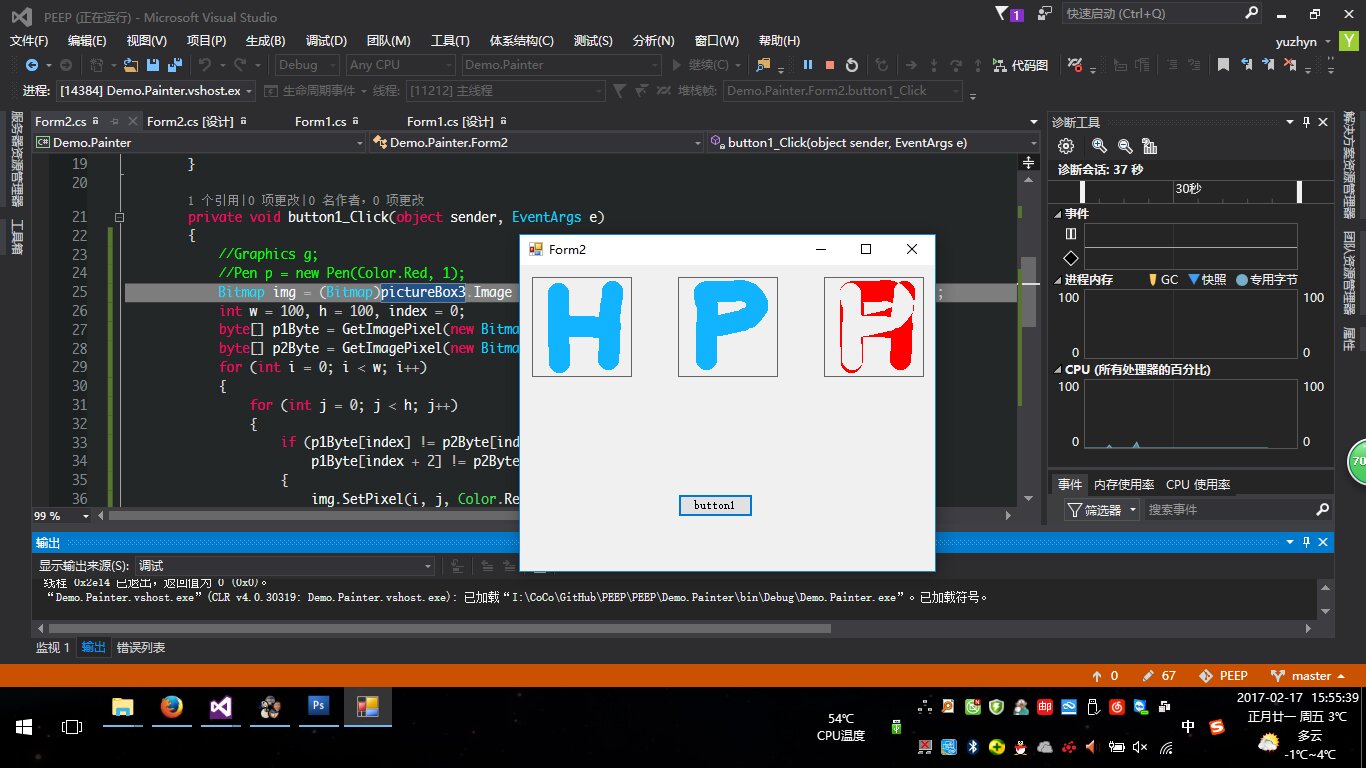 PEEP (正在运行) - Microsoft Visual Studio
1
快速启动 (Ctrl+Q)
文件(F) 编辑(E) 视图(V) 项目(P) 生成(B) 调试(D) 团队(M) 工具(T) 体系结构(C) 测试(S) 分析(N) 窗口(W) 帮助(H)
yuzhyn
Y
Debug Any CPU Demo.Painter 继续(C) 代码图
进程: [14384] Demo.Painter.vshost.ex 生命周期事件 线程: [11212] 主线程 堆栈帧: Demo.Painter.Form2.button1_Click
服务器资源管理器
工具箱
Form2.cs Form2.cs [设计] Form1.cs Form1.cs [设计]
Demo.Painter Demo.Painter.Form2 button1_Click(object sender, EventArgs e)
19 }
20
1 个引用|0 项更改|0 名作者, 0 项更改
21 private void button1_Click(object sender, EventArgs e)
22 {
23 //Graphics g;
24 //Pen p = new Pen(Color.Red, 1);
25 Bitmap img = (Bitmap)pictureBox3.Image ;
26 int w = 100, h = 100, index = 0;
27 byte[] p1Byte = GetImagePixel(new Bitma
28 byte[] p2Byte = GetImagePixel(new Bitma
29 for (int i = 0; i < w; i++)
30 {
31 for (int j = 0; j < h; j++)
32 {
33 if (p1Byte[index] != p2Byte[ind
34 p1Byte[index + 2] != p2Byte
35 {
36 img.SetPixel(i, j, Color.Re
99 %
Form2
H P H
button1
诊断工具
诊断会话: 37 秒
30秒
事件
进程内存 GC 快照 专用字节
100 100
0 0
CPU (所有处理器的百分比)
100 100
0 0
事件 内存使用率 CPU 使用率
筛选器 搜索事件
解决方案资源管理器
团队资源管理器
属性
70
输出
显示输出来源(S): 调试
线程 0x2e14 已退出，返回值为 0 (0x0)。
“Demo.Painter.vshost.exe”(CLR v4.0.30319: Demo.Painter.vshost.exe): 已加载“I:\CoCo\GitHub\PEEP\PEEP\Demo.Painter\bin\Debug\Demo.Painter.exe”。已加载符号。
监视 1 输出 错误列表
0 67 PEEP master
Ps
54℃
CPU温度
邮
中
S
2017-02-17 15:55:39
正月廿一 周五 3℃
多云
-1℃~4℃